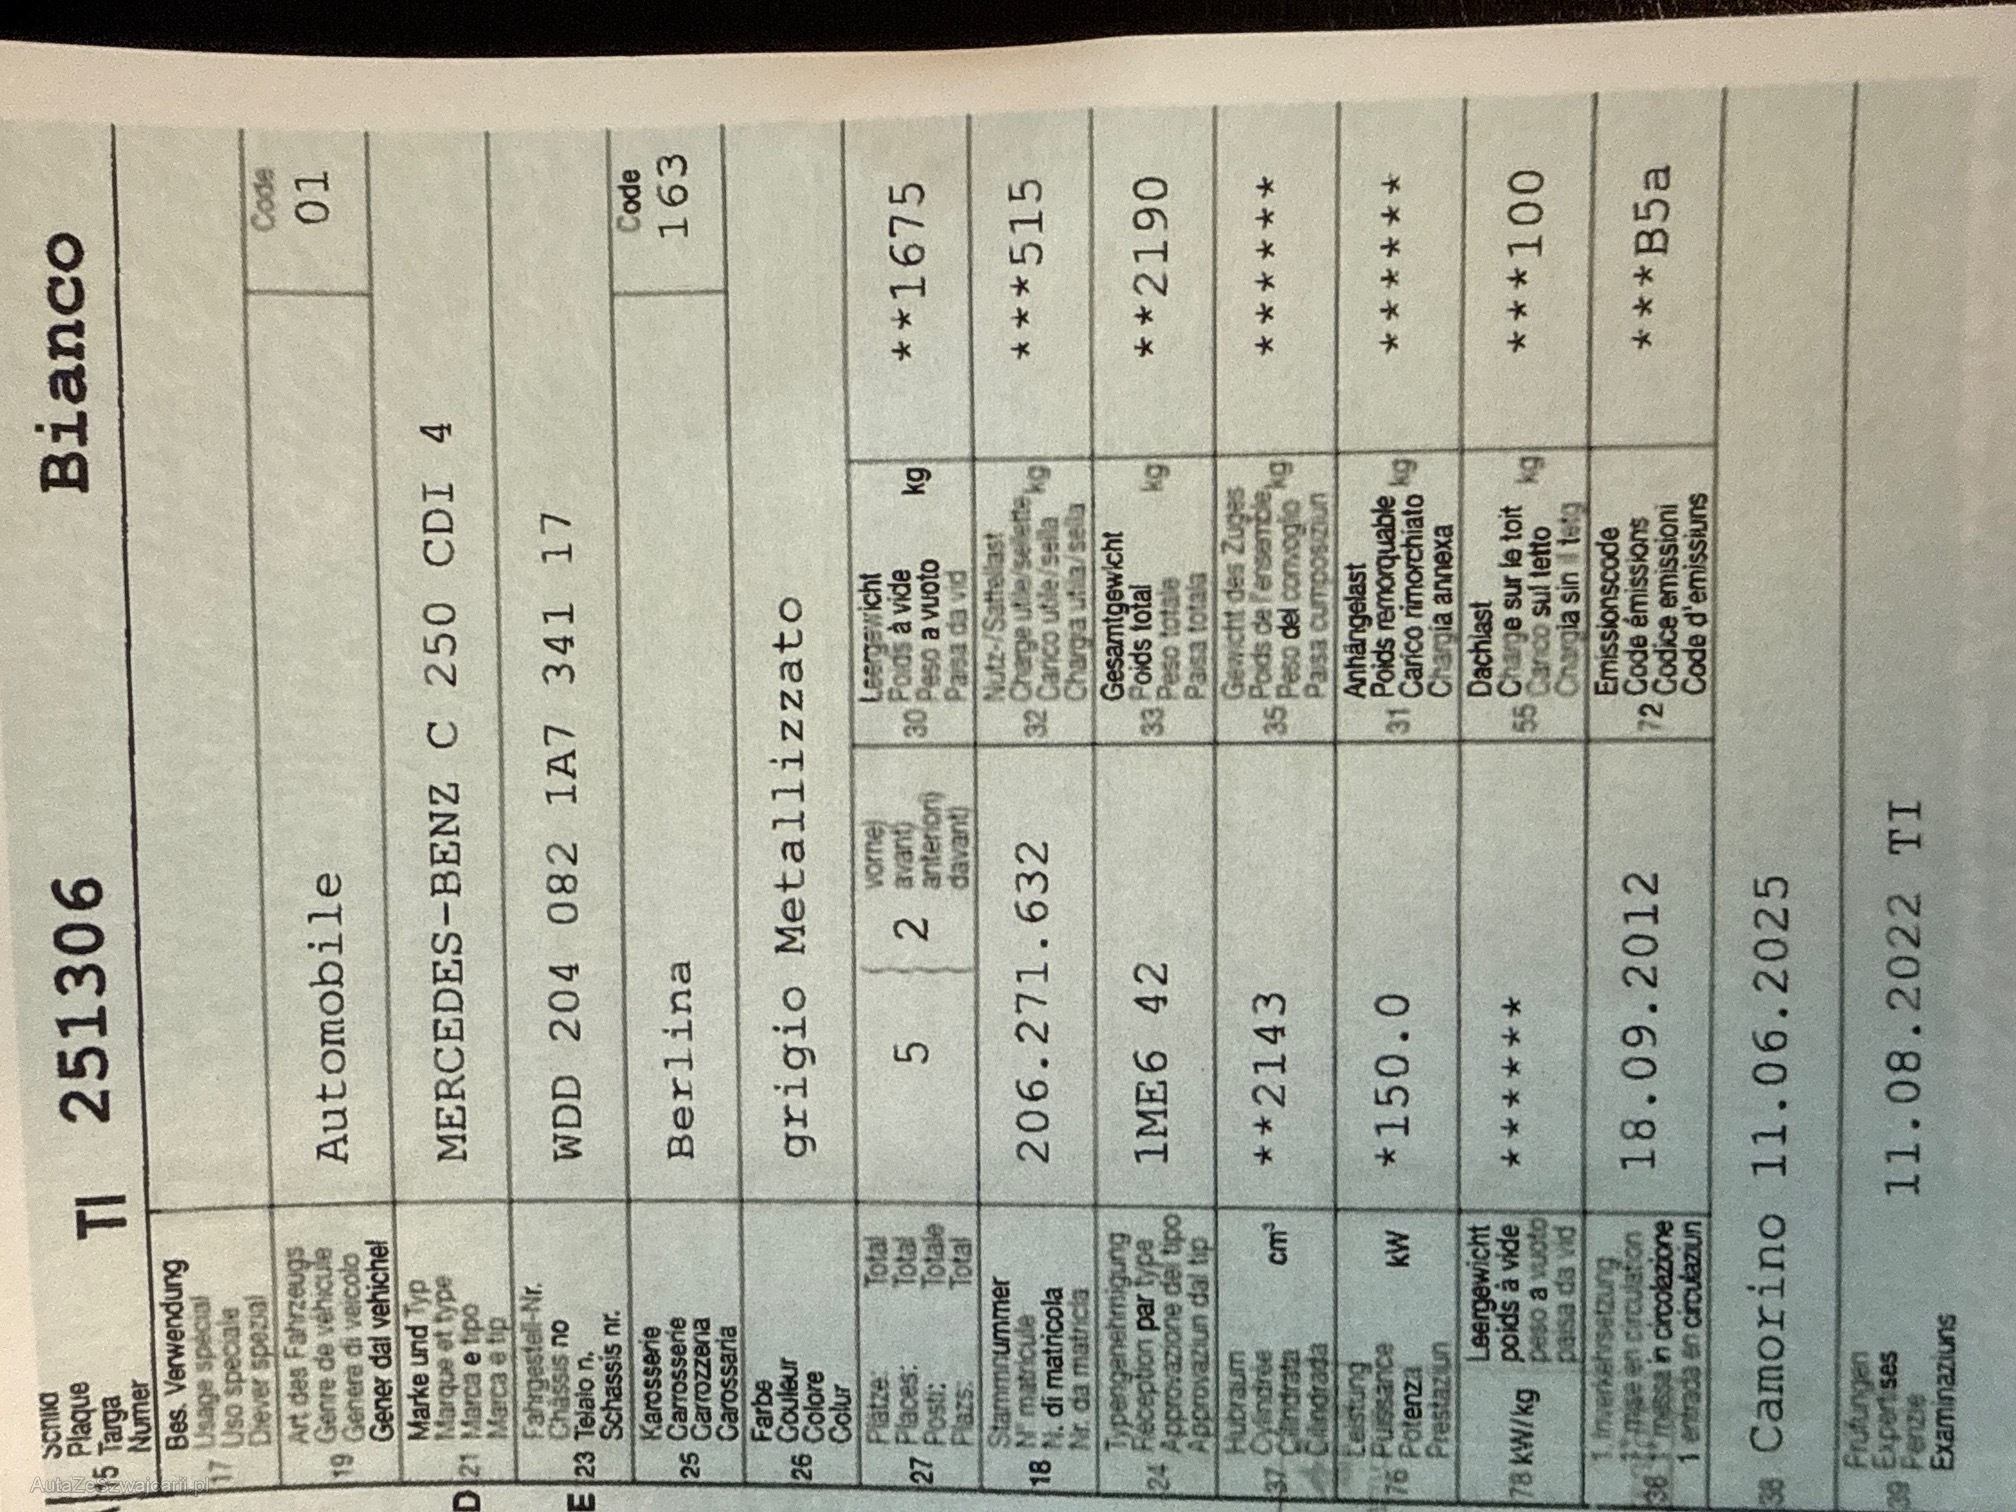 Schild
Plaque
15 Targa TI 251306 Bianco
Numer
Bes. Verwendung
17 Usage spécial
Uso speciale
Diever spezial
Art des Fahrzeugs Code
Genre de véhicule
19 Genere di veicolo Automobile 01
Gener dal vehichel
Marke und Typ
Marque et type
D 21 Marca e tipo MERCEDES-BENZ C 250 CDI 4
Marca e tip
Fahrgestell-Nr.
Châssis no
E 23 Telaio n. WDD 204 082 1A7 341 17
Schassis nr.
Karosserie Code
Carrosserie
25 Carrozzeria Berlina 163
Carossaria
Farbe
Couleur
26 Colore grigio Metallizzato
Colur
Plätze: Total vorne) Leergewicht
Places: Total avant) 30 Poids à vide
27 Posti: Totale 5 2 anteriori) Peso a vuoto kg **1675
Plazs: Total davant) Paisa da vid
Stammnummer Nutz-/Sattellast
N° matricule 32 Charge utile/sellette
18 N. di matricola 206.271.632 Carico utile/sella kg ***515
Nr. da matricla Chargia utila/sella
Typengenehmigung Gesamtgewicht
24 Réception par type Poids total
Approvazione del tipo 1ME6 42 33 Peso totale kg **2190
Approvaziun dal tip Paisa totala
Hubraum Gewicht des Zuges
37 Cylindrée cm³ **2143 35 Poids de l'ensemble kg ******
Cilindrata Peso del convoglio
Cilindrada Paisa cumposiziun
Leistung Anhängelast
76 Puissance kW *150.0 31 Poids remorquable kg ******
Potenza Carico rimorchiato
Prestaziun Chargia annexa
Leergewicht Dachlast
78 kW/kg poids à vide ****** 55 Charge sur le toit kg ***100
peso a vuoto Carico sul tetto
paisa da vid Chargia sin il tetg
1. Inverkehrsetzung Emissionscode
1re mise en circulation 72 Code émissions
36 1a messa in circolazione 18.09.2012 Codice emissioni ***B5a
1 entrada en circulaziun Code d'emissiuns
38 Camorino 11.06.2025
Prüfungen
39 Expertises 11.08.2022 TI
Perizie
Examinaziuns
AutaZeSzwajcarii.pl